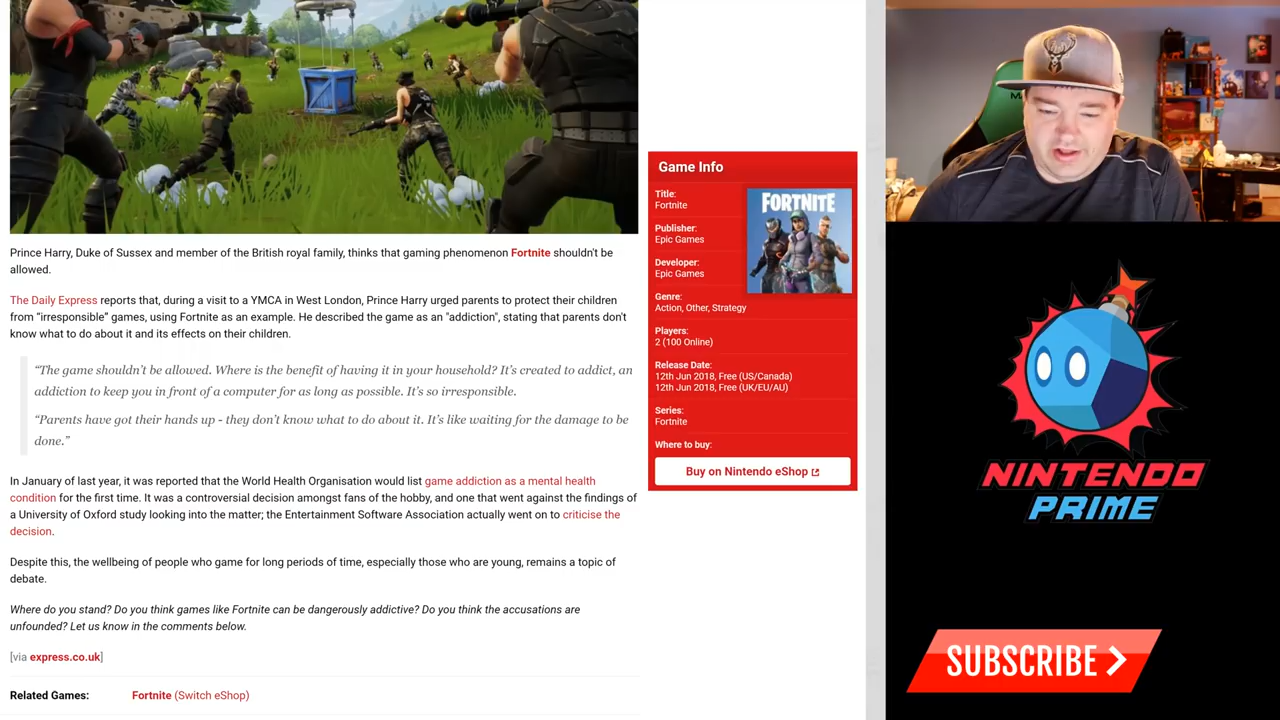 Prince Harry, Duke of Sussex and member of the British royal family, thinks that gaming phenomenon Fortnite shouldn't be
allowed.
The Daily Express reports that, during a visit to a YMCA in West London, Prince Harry urged parents to protect their children
from “irresponsible” games, using Fortnite as an example. He described the game as an "addiction", stating that parents don't
know what to do about it and its effects on their children.
“The game shouldn’t be allowed. Where is the benefit of having it in your household? It’s created to addict, an
addiction to keep you in front of a computer for as long as possible. It’s so irresponsible.
“Parents have got their hands up - they don’t know what to do about it. It’s like waiting for the damage to be
done.”
In January of last year, it was reported that the World Health Organisation would list game addiction as a mental health
condition for the first time. It was a controversial decision amongst fans of the hobby, and one that went against the findings of
a University of Oxford study looking into the matter; the Entertainment Software Association actually went on to criticise the
decision.
Despite this, the wellbeing of people who game for long periods of time, especially those who are young, remains a topic of
debate.
Where do you stand? Do you think games like Fortnite can be dangerously addictive? Do you think the accusations are
unfounded? Let us know in the comments below.
[via express.co.uk]
Related Games: Fortnite (Switch eShop)
Game Info
Title:
Fortnite
Publisher:
Epic Games
Developer:
Epic Games
Genre:
Action, Other, Strategy
Players:
2 (100 Online)
Release Date:
12th Jun 2018, Free (US/Canada)
12th Jun 2018, Free (UK/EU/AU)
Series:
Fortnite
Where to buy:
Buy on Nintendo eShop
FORTNITE
NINTENDO
PRIME
SUBSCRIBE